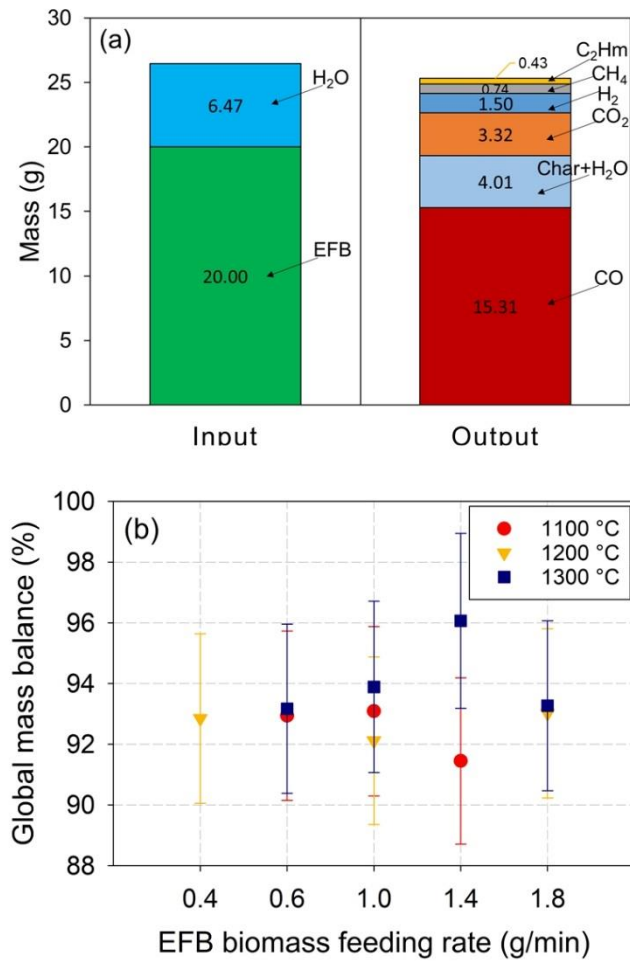 (a)
Mass (g)
30
25
20
15
10
5
0
H₂O
6.47
EFB
20.00
Input
0.43
C₂Hm
0.74
CH₄
1.50
H₂
3.32
CO₂
4.01
Char+H₂O
15.31
CO
Output
(b)
Global mass balance (%)
100
98
96
94
92
90
88
1100 °C
1200 °C
1300 °C
0.4 0.6 1.0 1.4 1.8
EFB biomass feeding rate (g/min)